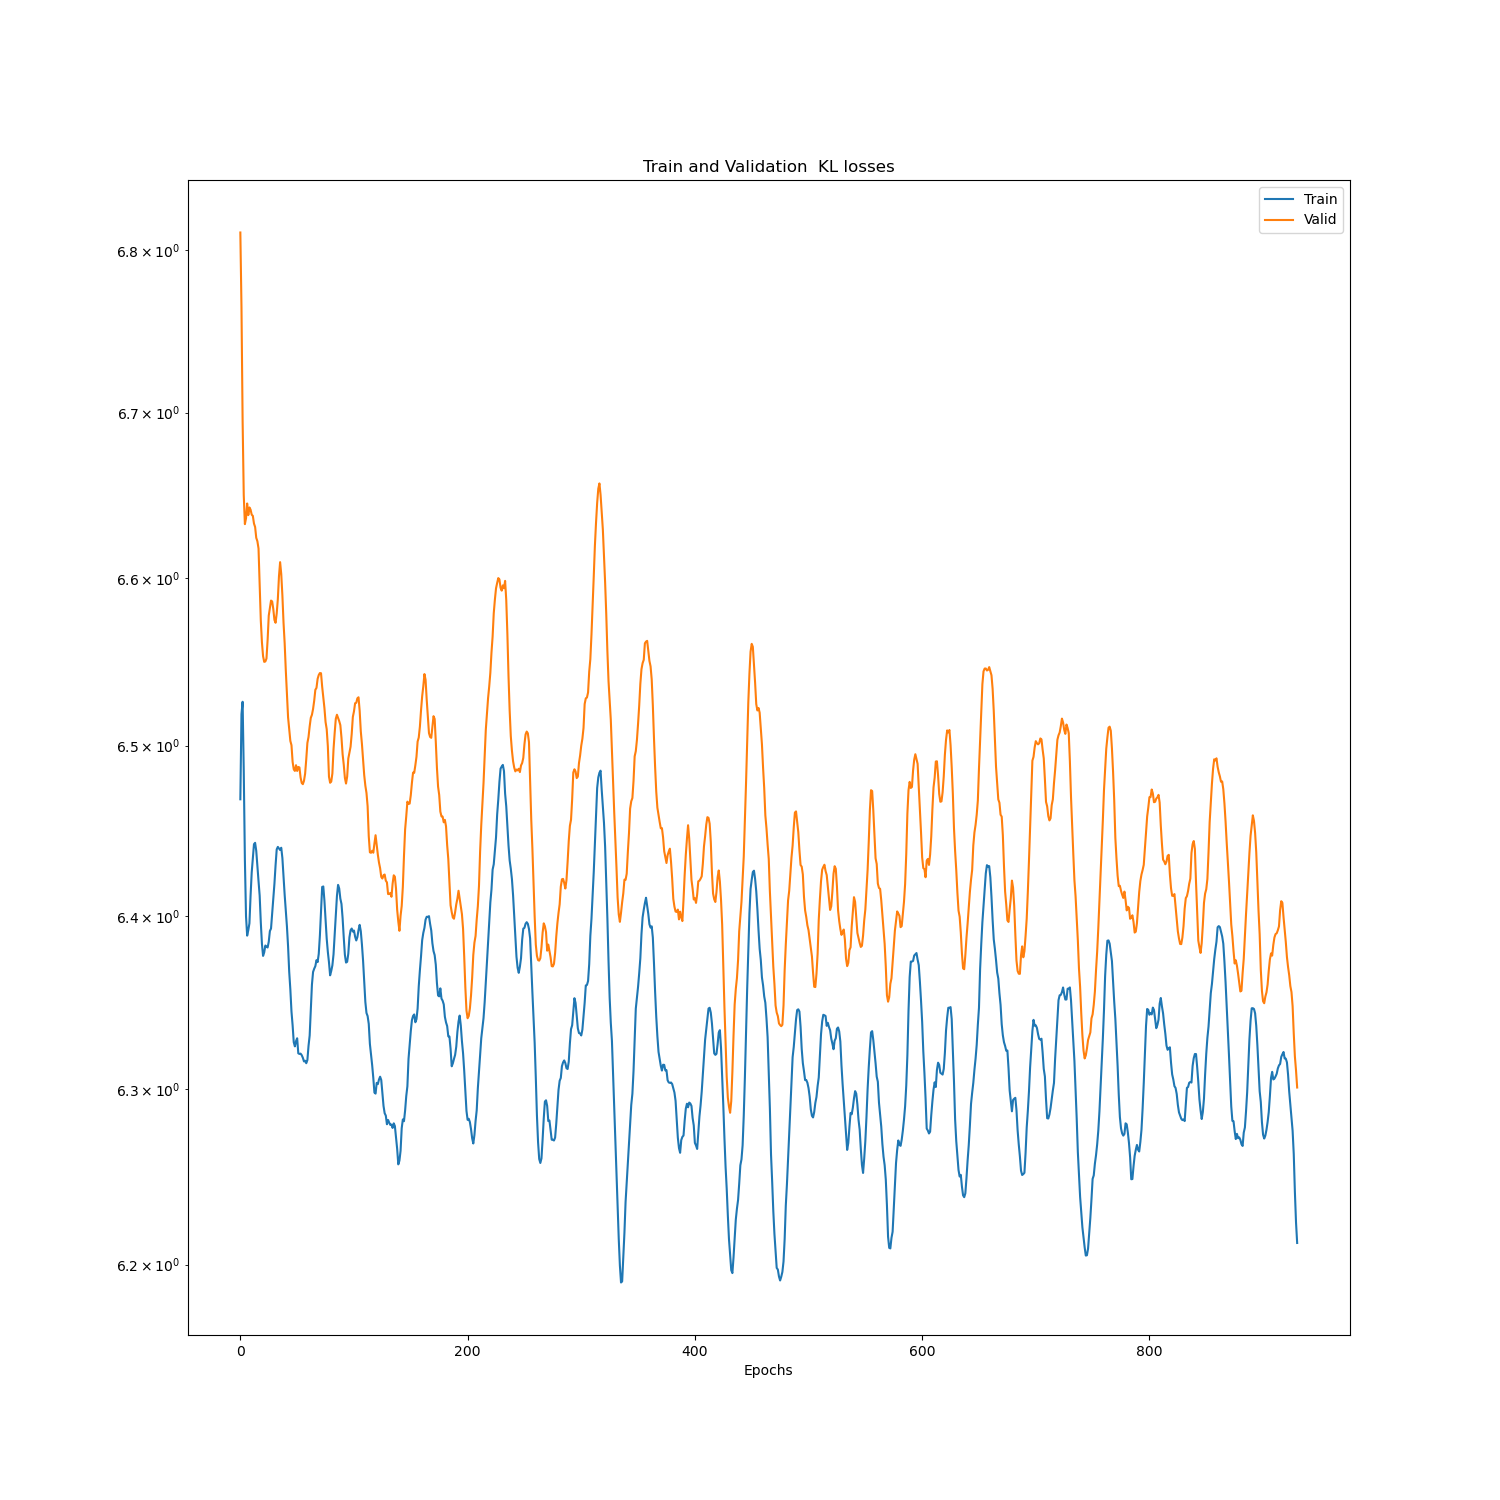 Train and Validation  KL losses
Train
Valid
6.8 × 10⁰
6.7 × 10⁰
6.6 × 10⁰
6.5 × 10⁰
6.4 × 10⁰
6.3 × 10⁰
6.2 × 10⁰
0 200 400 600 800
Epochs